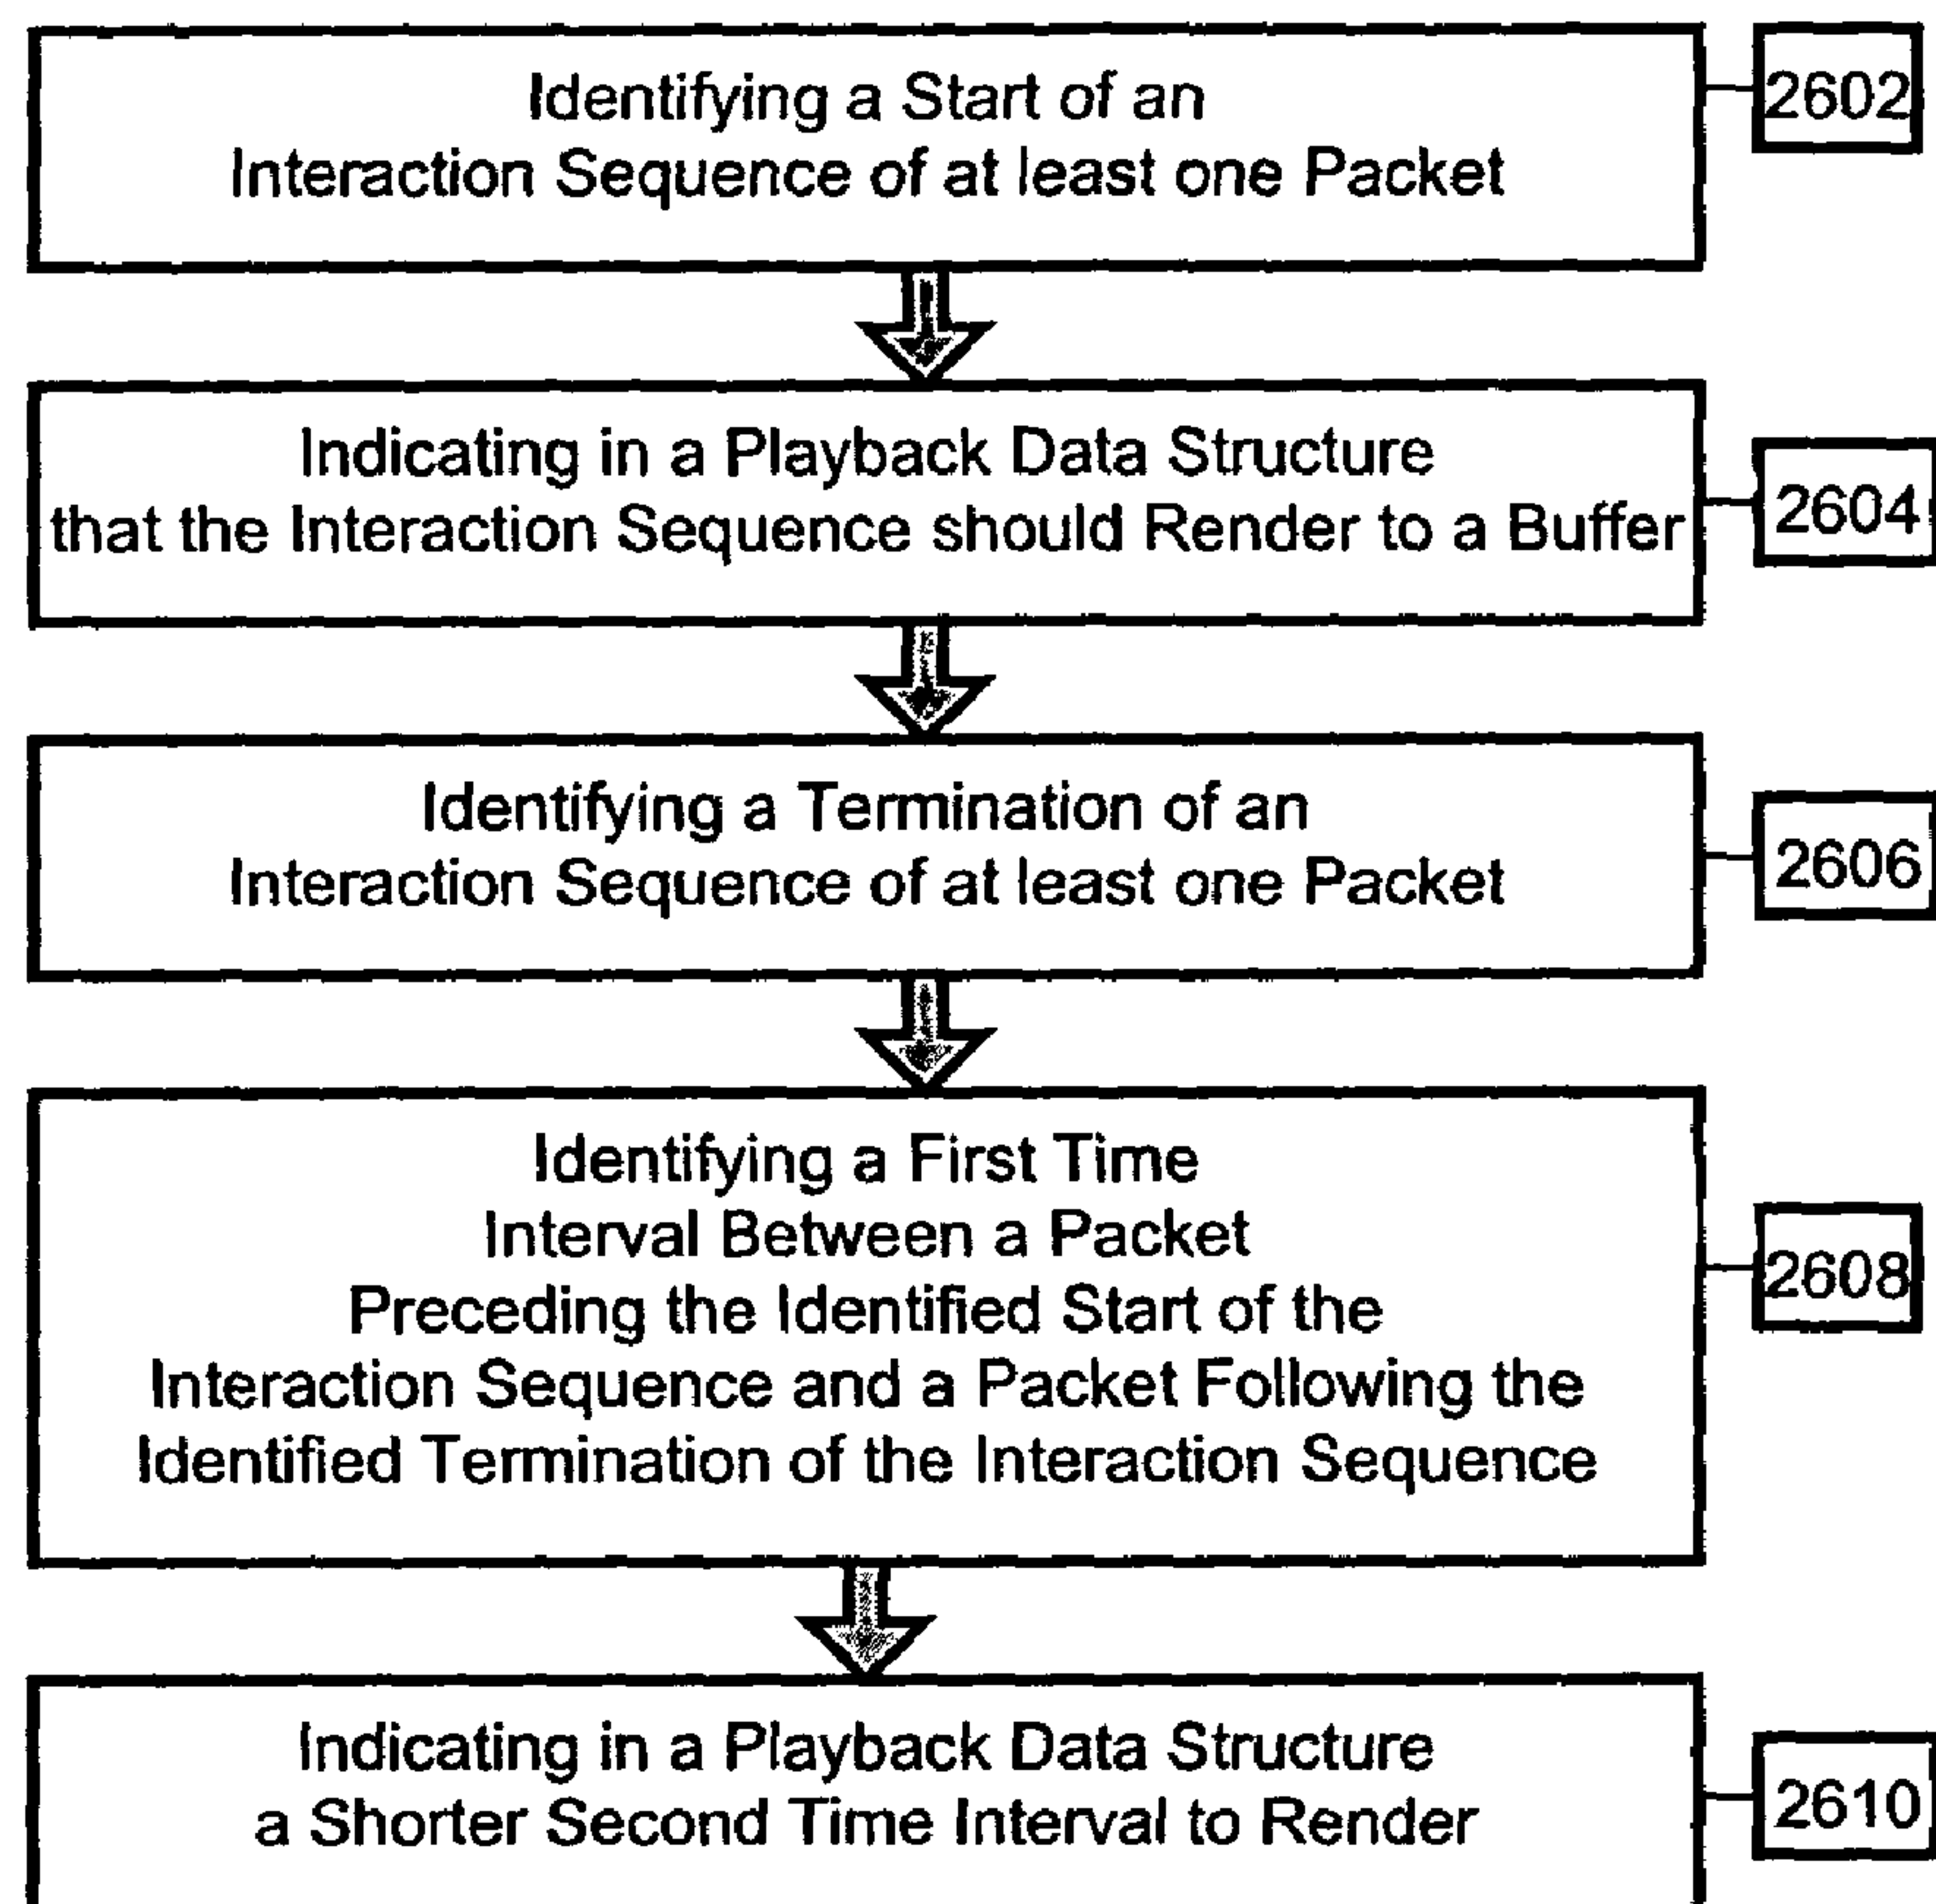 Identifying a Start of an
Interaction Sequence of at least one Packet
2602
Indicating in a Playback Data Structure
that the Interaction Sequence should Render to a Buffer
2604
Identifying a Termination of an
Interaction Sequence of at least one Packet
2606
Identifying a First Time
Interval Between a Packet
Preceding the Identified Start of the
Interaction Sequence and a Packet Following the
Identified Termination of the Interaction Sequence
2608
Indicating in a Playback Data Structure
a Shorter Second Time Interval to Render
2610